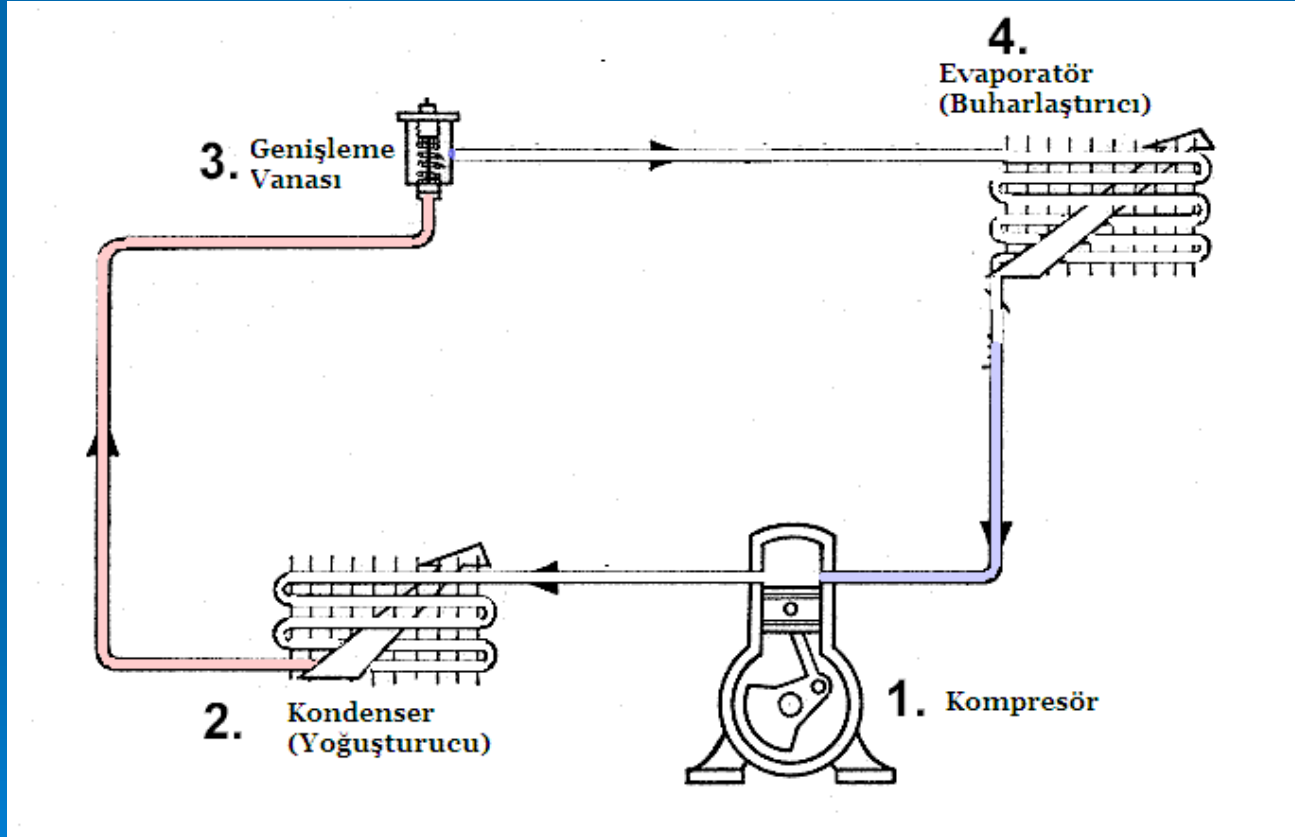 4.
Evaporatör
(Buharlaştırıcı)
3. Genişleme
Vanası
1. Kompresör
2. Kondenser
(Yoğuşturucu)